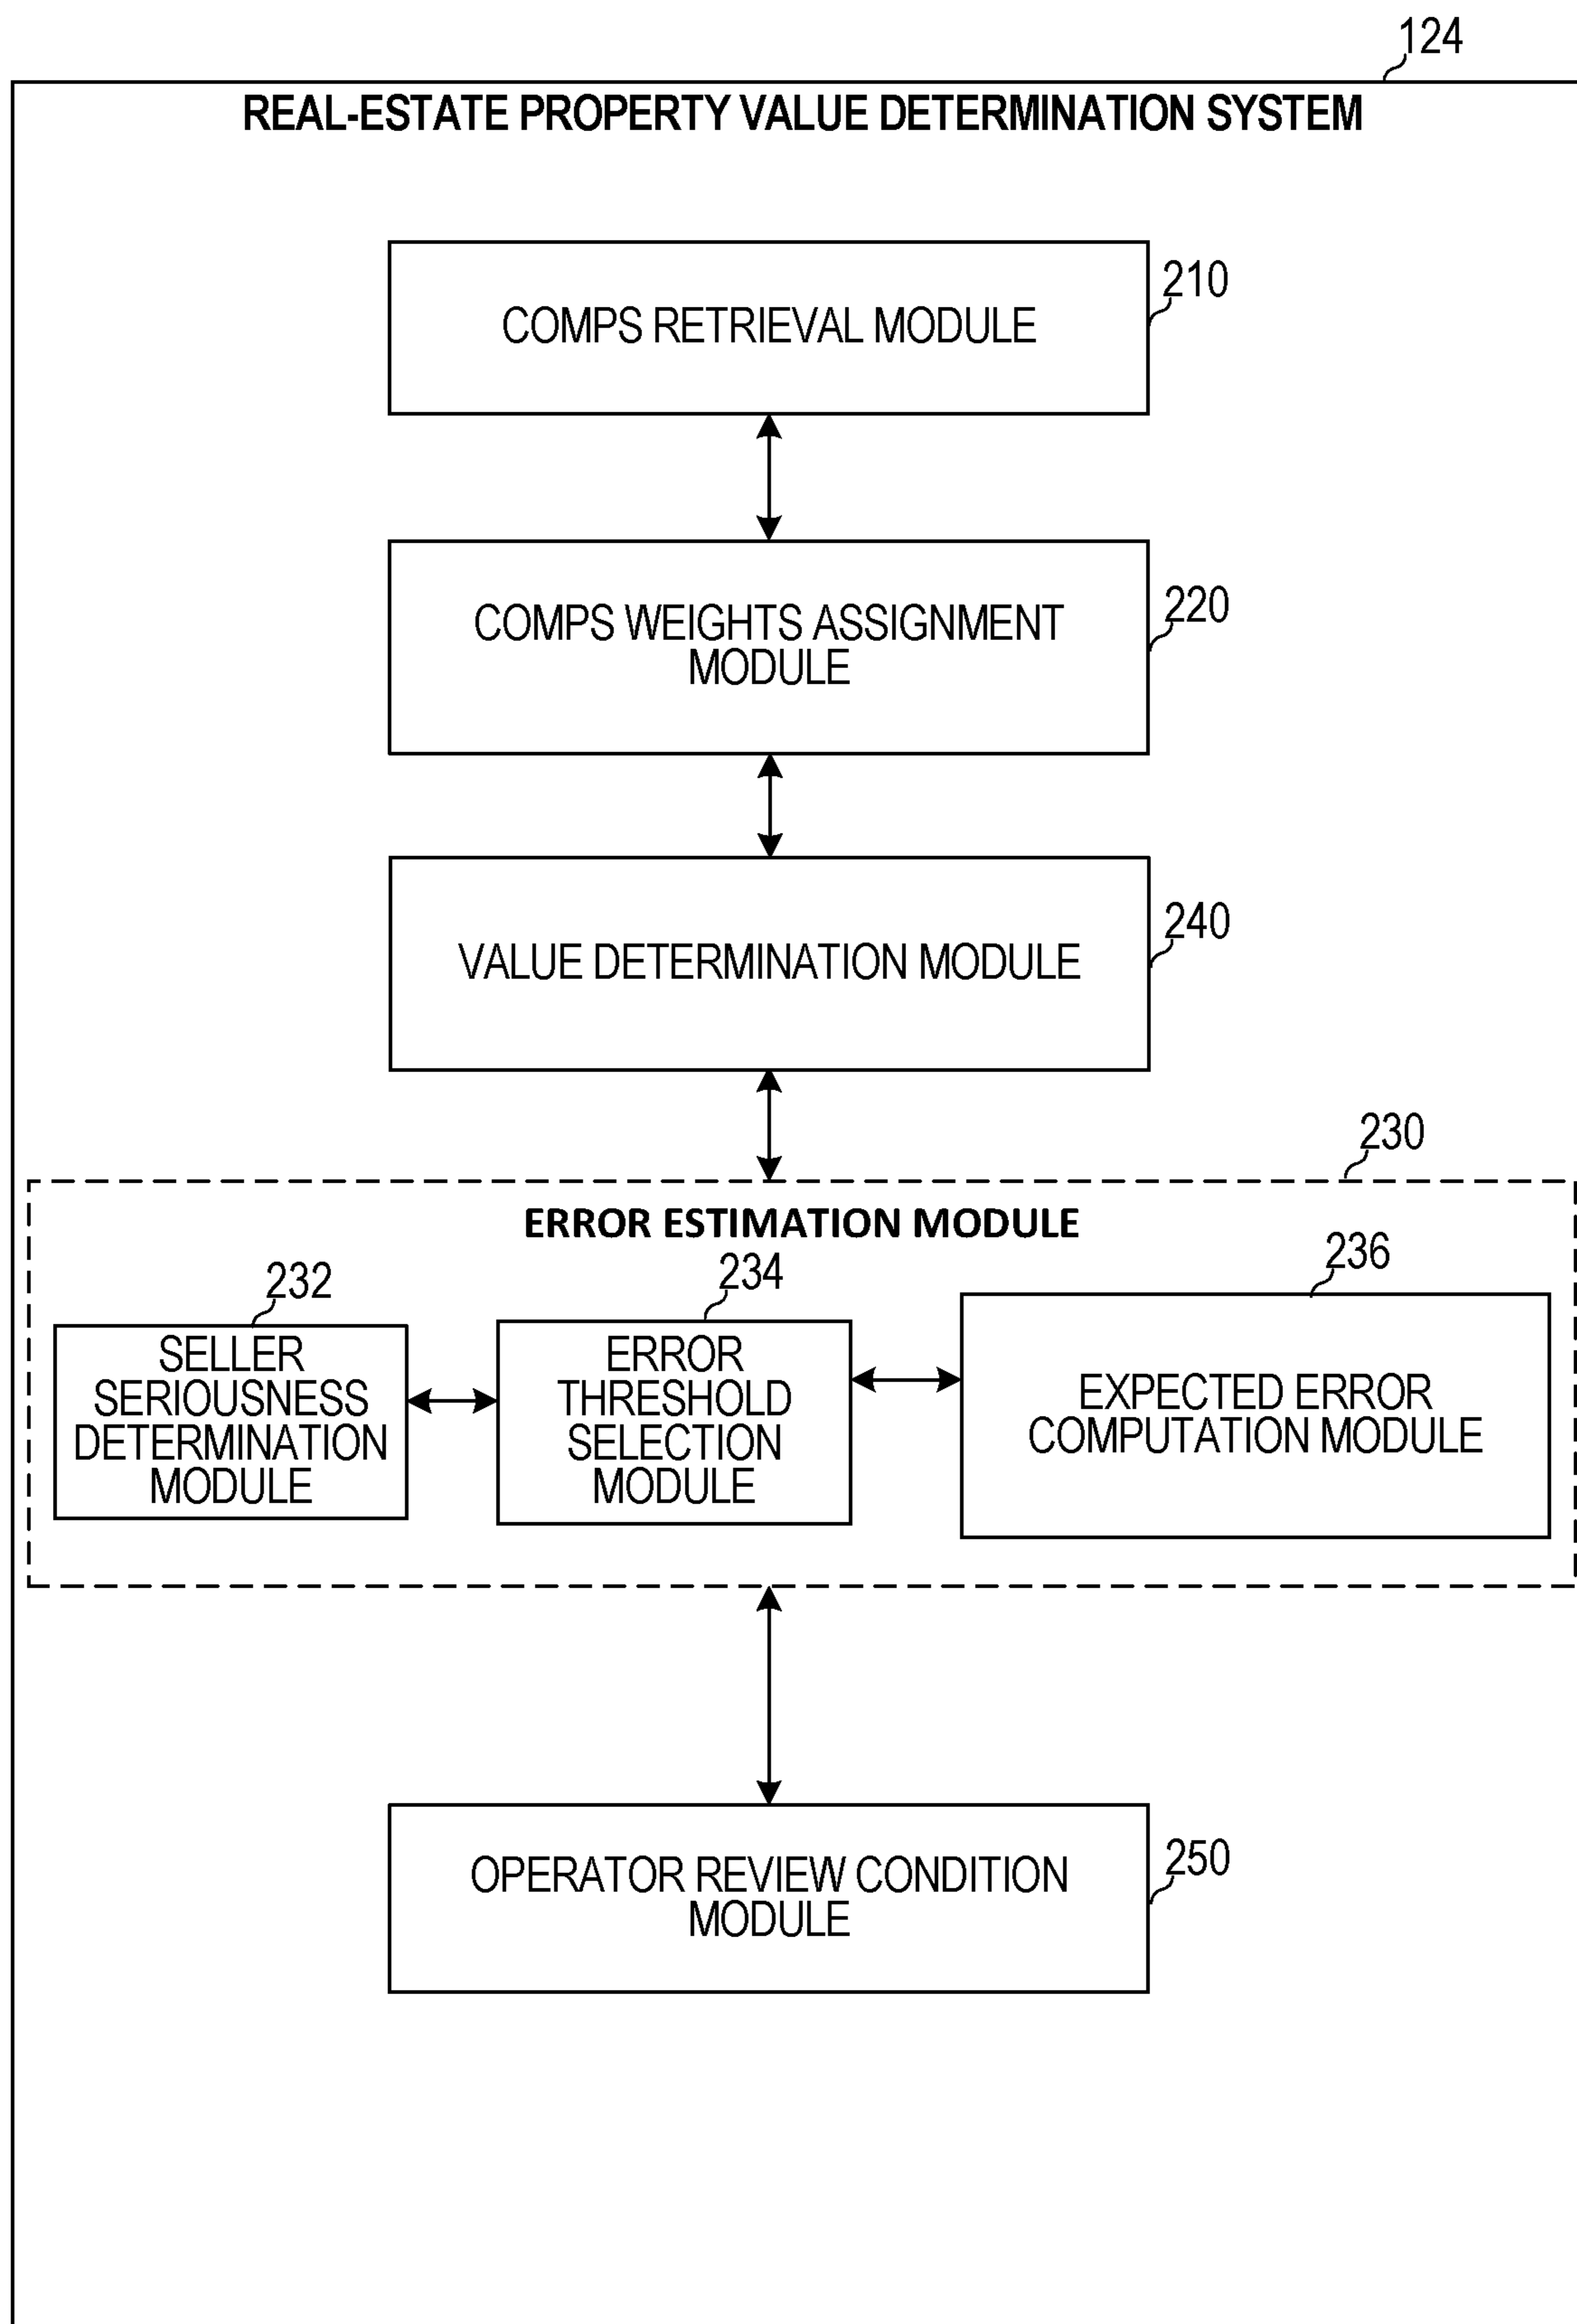 124
REAL-ESTATE PROPERTY VALUE DETERMINATION SYSTEM
210
COMPS RETRIEVAL MODULE
220
COMPS WEIGHTS ASSIGNMENT
MODULE
240
VALUE DETERMINATION MODULE
230
ERROR ESTIMATION MODULE
232
SELLER
SERIOUSNESS
DETERMINATION
MODULE
234
ERROR
THRESHOLD
SELECTION
MODULE
236
EXPECTED ERROR
COMPUTATION MODULE
250
OPERATOR REVIEW CONDITION
MODULE